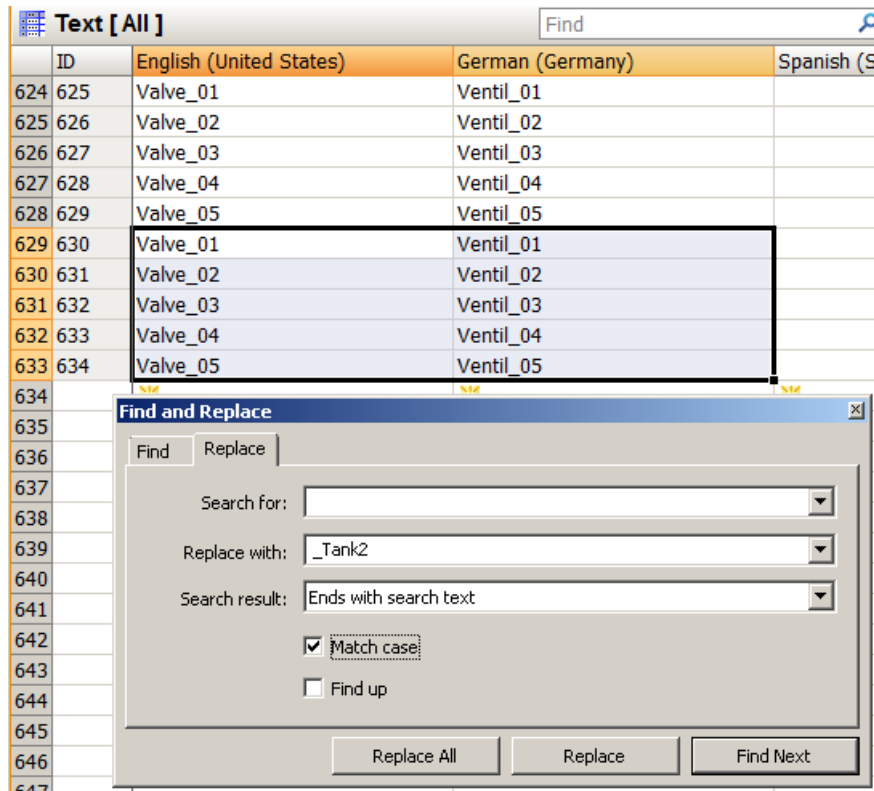 Text [ All ] Find
ID English (United States) German (Germany) Spanish (S
624 625 Valve_01 Ventil_01
625 626 Valve_02 Ventil_02
626 627 Valve_03 Ventil_03
627 628 Valve_04 Ventil_04
628 629 Valve_05 Ventil_05
629 630 Valve_01 Ventil_01
630 631 Valve_02 Ventil_02
631 632 Valve_03 Ventil_03
632 633 Valve_04 Ventil_04
633 634 Valve_05 Ventil_05
634
Find and Replace
635
Find Replace
636
637
Search for:
638
639
Replace with: _Tank2
640
Search result: Ends with search text
641
642
Match case
643
Find up
644
645
Replace All Replace Find Next
646
647